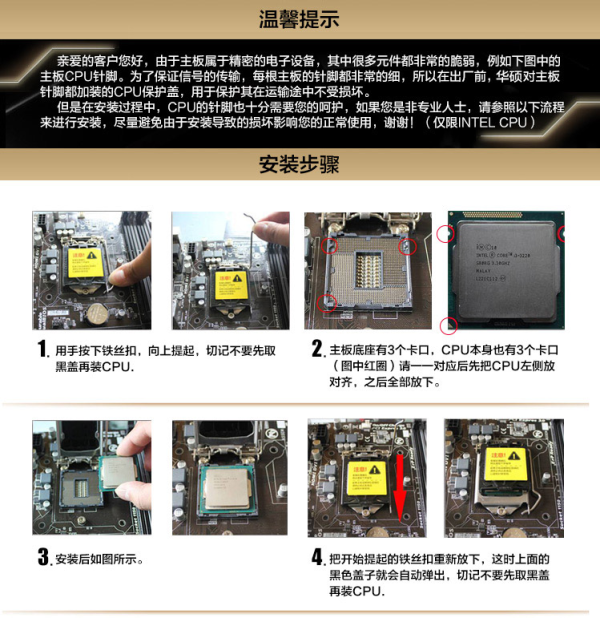 温馨提示
亲爱的客户您好，由于主板属于精密的电子设备，其中很多元件都非常的脆弱，例如下图中的
主板CPU针脚。为了保证信号的传输，每根主板的针脚都非常的细，所以在出厂前，华硕对主板
针脚都加装的CPU保护盖，用于保护其在运输途中不受损坏。
但是在安装过程中，CPU的针脚也十分需要您的呵护，如果您是非专业人士，请参照以下流程
来进行安装，尽量避免由于安装导致的损坏影响您的正常使用，谢谢！（仅限INTEL CPU）
安装步骤
1. 用手按下铁丝扣，向上提起，切记不要先取
黑盖再装CPU.
2. 主板底座有3个卡口，CPU本身也有3个卡口
（图中红圈）请一一对应后先把CPU左侧放
对齐，之后全部放下。
3. 安装后如图所示。
注意!
注意!
4. 把开始提起的铁丝扣重新放下，这时上面的
黑色盖子就会自动弹出，切记不要先取黑盖
再装CPU.